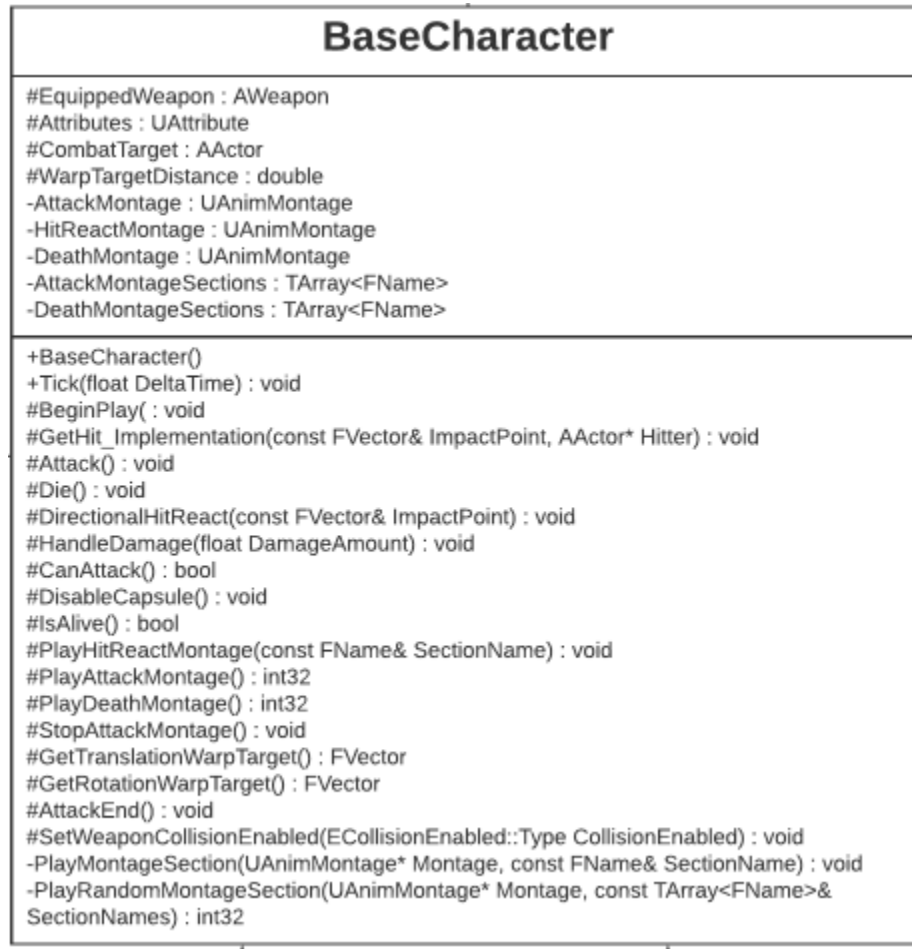 BaseCharacter
#EquippedWeapon : AWeapon
#Attributes : UAttribute
#CombatTarget : AActor
#WarpTargetDistance : double
-AttackMontage : UAnimMontage
-HitReactMontage : UAnimMontage
-DeathMontage : UAnimMontage
-AttackMontageSections : TArray<FName>
-DeathMontageSections : TArray<FName>
+BaseCharacter()
+Tick(float DeltaTime) : void
#BeginPlay( : void
#GetHit_Implementation(const FVector& ImpactPoint, AActor* Hitter) : void
#Attack() : void
#Die() : void
#DirectionalHitReact(const FVector& ImpactPoint) : void
#HandleDamage(float DamageAmount) : void
#CanAttack() : bool
#DisableCapsule() : void
#IsAlive() : bool
#PlayHitReactMontage(const FName& SectionName) : void
#PlayAttackMontage() : int32
#PlayDeathMontage() : int32
#StopAttackMontage() : void
#GetTranslationWarpTarget() : FVector
#GetRotationWarpTarget() : FVector
#AttackEnd() : void
#SetWeaponCollisionEnabled(ECollisionEnabled::Type CollisionEnabled) : void
-PlayMontageSection(UAnimMontage* Montage, const FName& SectionName) : void
-PlayRandomMontageSection(UAnimMontage* Montage, const TArray<FName>&
SectionNames) : int32